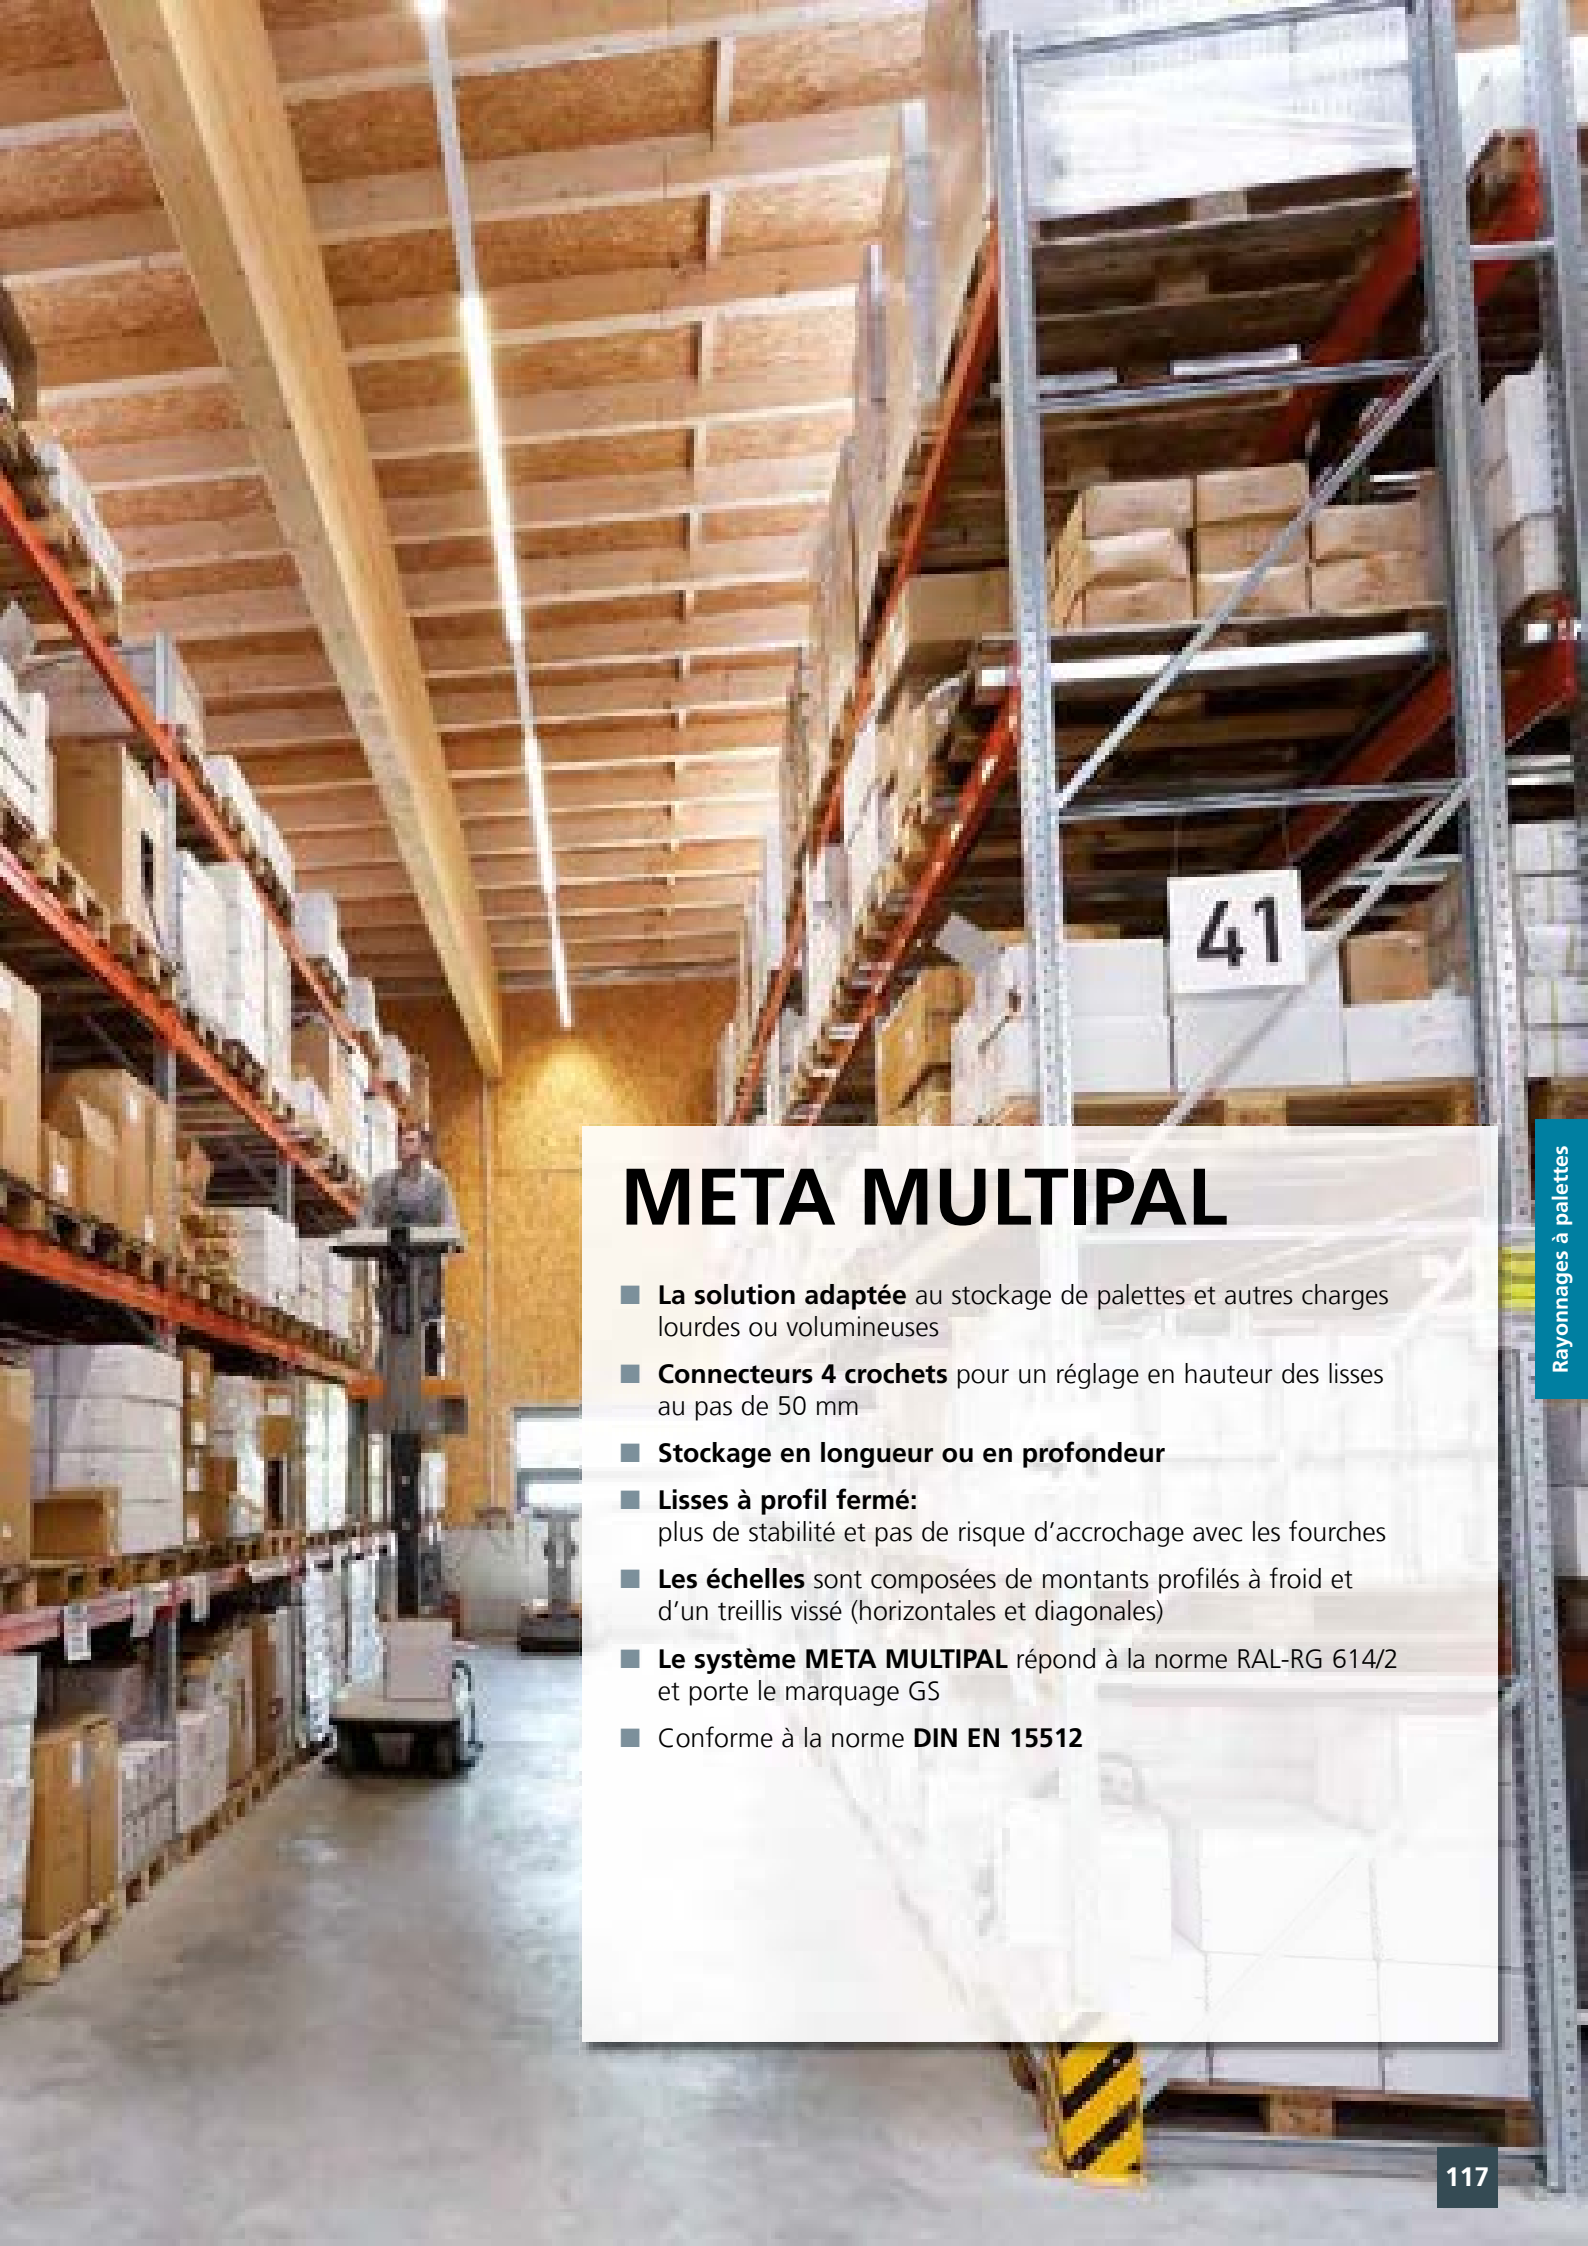 41
META MULTIPAL
■ La solution adaptée au stockage de palettes et autres charges
lourdes ou volumineuses
■ Connecteurs 4 crochets pour un réglage en hauteur des lisses
au pas de 50 mm
■ Stockage en longueur ou en profondeur
■ Lisses à profil fermé:
plus de stabilité et pas de risque d’accrochage avec les fourches
■ Les échelles sont composées de montants profilés à froid et
d’un treillis vissé (horizontales et diagonales)
■ Le système META MULTIPAL répond à la norme RAL-RG 614/2
et porte le marquage GS
■ Conforme à la norme DIN EN 15512
Rayonnages à palettes
117